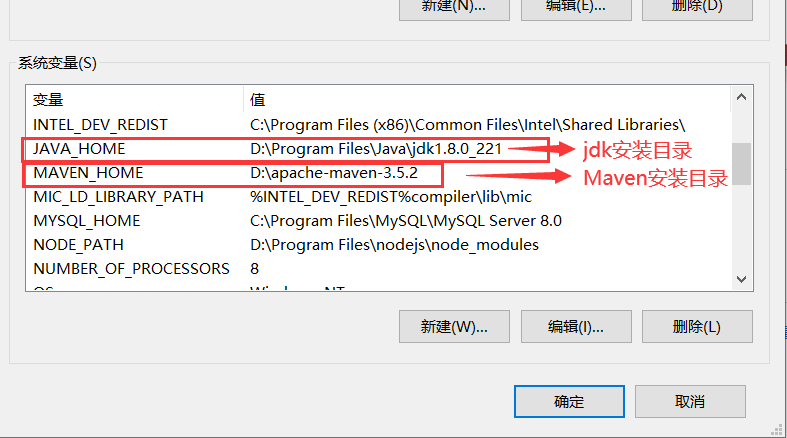 新建(N)... 编辑(E)... 删除(D)
系统变量(S)
变量 值
INTEL_DEV_REDIST C:\Program Files (x86)\Common Files\Intel\Shared Libraries\
JAVA_HOME D:\Program Files\Java\jdk1.8.0_221 jdk安装目录
MAVEN_HOME D:\apache-maven-3.5.2 Maven安装目录
MIC_LD_LIBRARY_PATH %INTEL_DEV_REDIST%compiler\lib\mic
MYSQL_HOME C:\Program Files\MySQL\MySQL Server 8.0
NODE_PATH D:\Program Files\nodejs\node_modules
NUMBER_OF_PROCESSORS 8
OS Windows_NT
新建(W)... 编辑(I)... 删除(L)
确定 取消